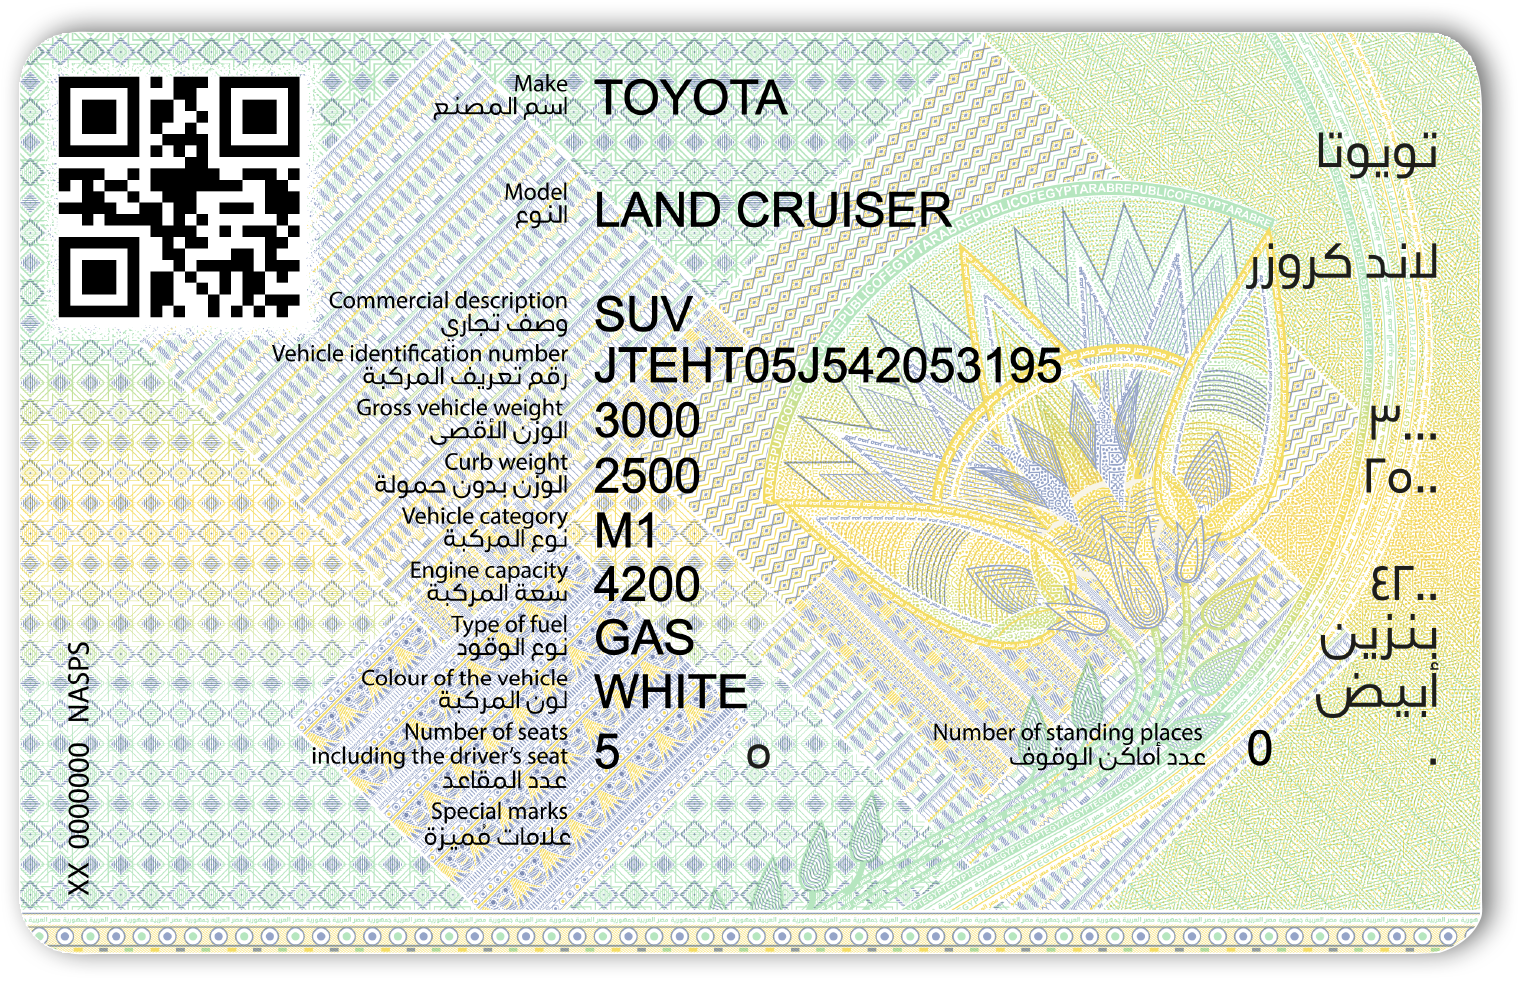 Make
اسم المصنع
TOYOTA
تويوتا
Model
النوع
LAND CRUISER
لاند كروزر
Commercial description
وصف تجاري
SUV
Vehicle identification number
رقم تعريف المركبة
JTEHT05J542053195
Gross vehicle weight
الوزن الأقصى
3000
٣٠٠٠
Curb weight
الوزن بدون حمولة
2500
٢٥٠٠
Vehicle category
نوع المركبة
M1
Engine capacity
سعة المركبة
4200
٤٢٠٠
Type of fuel
نوع الوقود
GAS
بنزين
Colour of the vehicle
لون المركبة
WHITE
أبيض
Number of seats
including the driver's seat
عدد المقاعد
5 ٥
Number of standing places
عدد أماكن الوقوف
0 ٠
Special marks
علامات مميزة
XX 0000000 NASPS